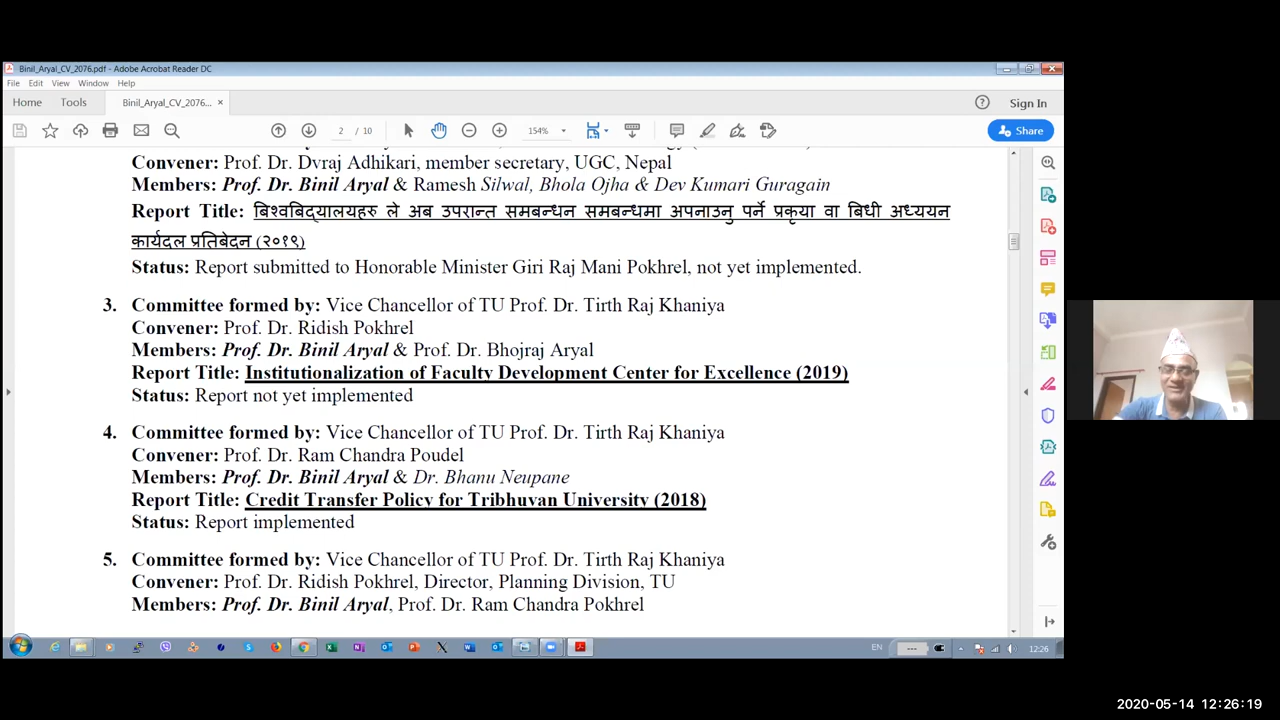 Binil_Aryal_CV_2076.pdf - Adobe Acrobat Reader DC
File Edit View Window Help
Home Tools Binil_Aryal_CV_2076... × Sign In
2 / 10 154% Share
Convener: Prof. Dr. Dvraj Adhikari, member secretary, UGC, Nepal
Members: Prof. Dr. Binil Aryal & Ramesh Silwal, Bhola Ojha & Dev Kumari Guragain
Report Title: बिश्वबिद्यालयहरु ले अब उपरान्त समबन्धन समबन्धमा अपनाउनु पर्ने प्रकृया वा बिधी अध्ययन
कार्यदल प्रतिबेदन (२०१९)
Status: Report submitted to Honorable Minister Giri Raj Mani Pokhrel, not yet implemented.
3. Committee formed by: Vice Chancellor of TU Prof. Dr. Tirth Raj Khaniya
Convener: Prof. Dr. Ridish Pokhrel
Members: Prof. Dr. Binil Aryal & Prof. Dr. Bhojraj Aryal
Report Title: Institutionalization of Faculty Development Center for Excellence (2019)
Status: Report not yet implemented
4. Committee formed by: Vice Chancellor of TU Prof. Dr. Tirth Raj Khaniya
Convener: Prof. Dr. Ram Chandra Poudel
Members: Prof. Dr. Binil Aryal & Dr. Bhanu Neupane
Report Title: Credit Transfer Policy for Tribhuvan University (2018)
Status: Report implemented
5. Committee formed by: Vice Chancellor of TU Prof. Dr. Tirth Raj Khaniya
Convener: Prof. Dr. Ridish Pokhrel, Director, Planning Division, TU
Members: Prof. Dr. Binil Aryal, Prof. Dr. Ram Chandra Pokhrel
EN 12:26
2020-05-14 12:26:19